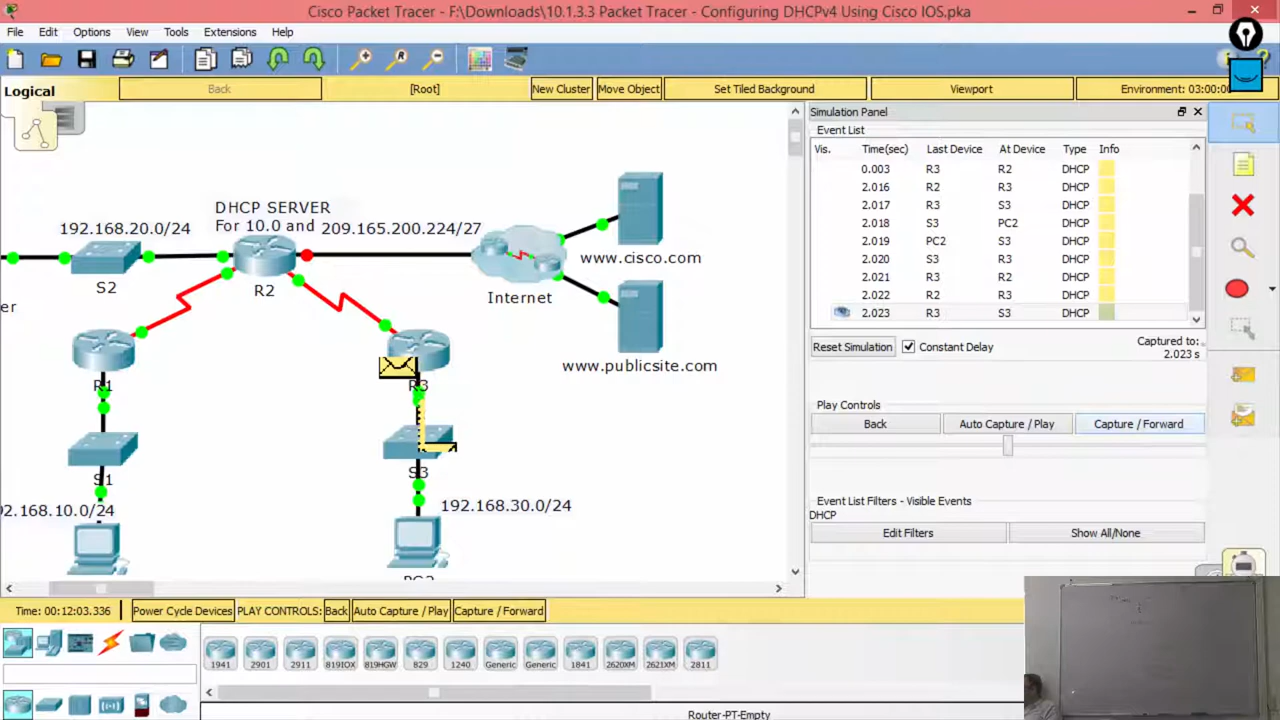 Cisco Packet Tracer - F:\Downloads\10.1.3.3 Packet Tracer - Configuring DHCPv4 Using Cisco IOS.pka
File Edit Options View Tools Extensions Help
Logical Back [Root] New Cluster Move Object Set Tiled Background Viewport Environment: 03:00:00
DHCP SERVER
For 10.0 and
192.168.20.0/24
209.165.200.224/27
S2
R2
Internet
www.cisco.com
www.publicsite.com
er
R1
R3
S1
S3
92.168.10.0/24
192.168.30.0/24
PC2
Simulation Panel
Event List
Vis. Time(sec) Last Device At Device Type Info
0.003 R3 R2 DHCP
2.016 R2 R3 DHCP
2.017 R3 S3 DHCP
2.018 S3 PC2 DHCP
2.019 PC2 S3 DHCP
2.020 S3 R3 DHCP
2.021 R3 R2 DHCP
2.022 R2 R3 DHCP
2.023 R3 S3 DHCP
Reset Simulation Constant Delay Captured to:
2.023 s
Play Controls
Back Auto Capture / Play Capture / Forward
Event List Filters - Visible Events
DHCP
Edit Filters Show All/None
Time: 00:12:03.336 Power Cycle Devices PLAY CONTROLS: Back Auto Capture / Play Capture / Forward
1941 2901 2911 819IOX 819HGW 829 1240 Generic Generic 1841 2620XM 2621XM 2811
Router-PT-Empty